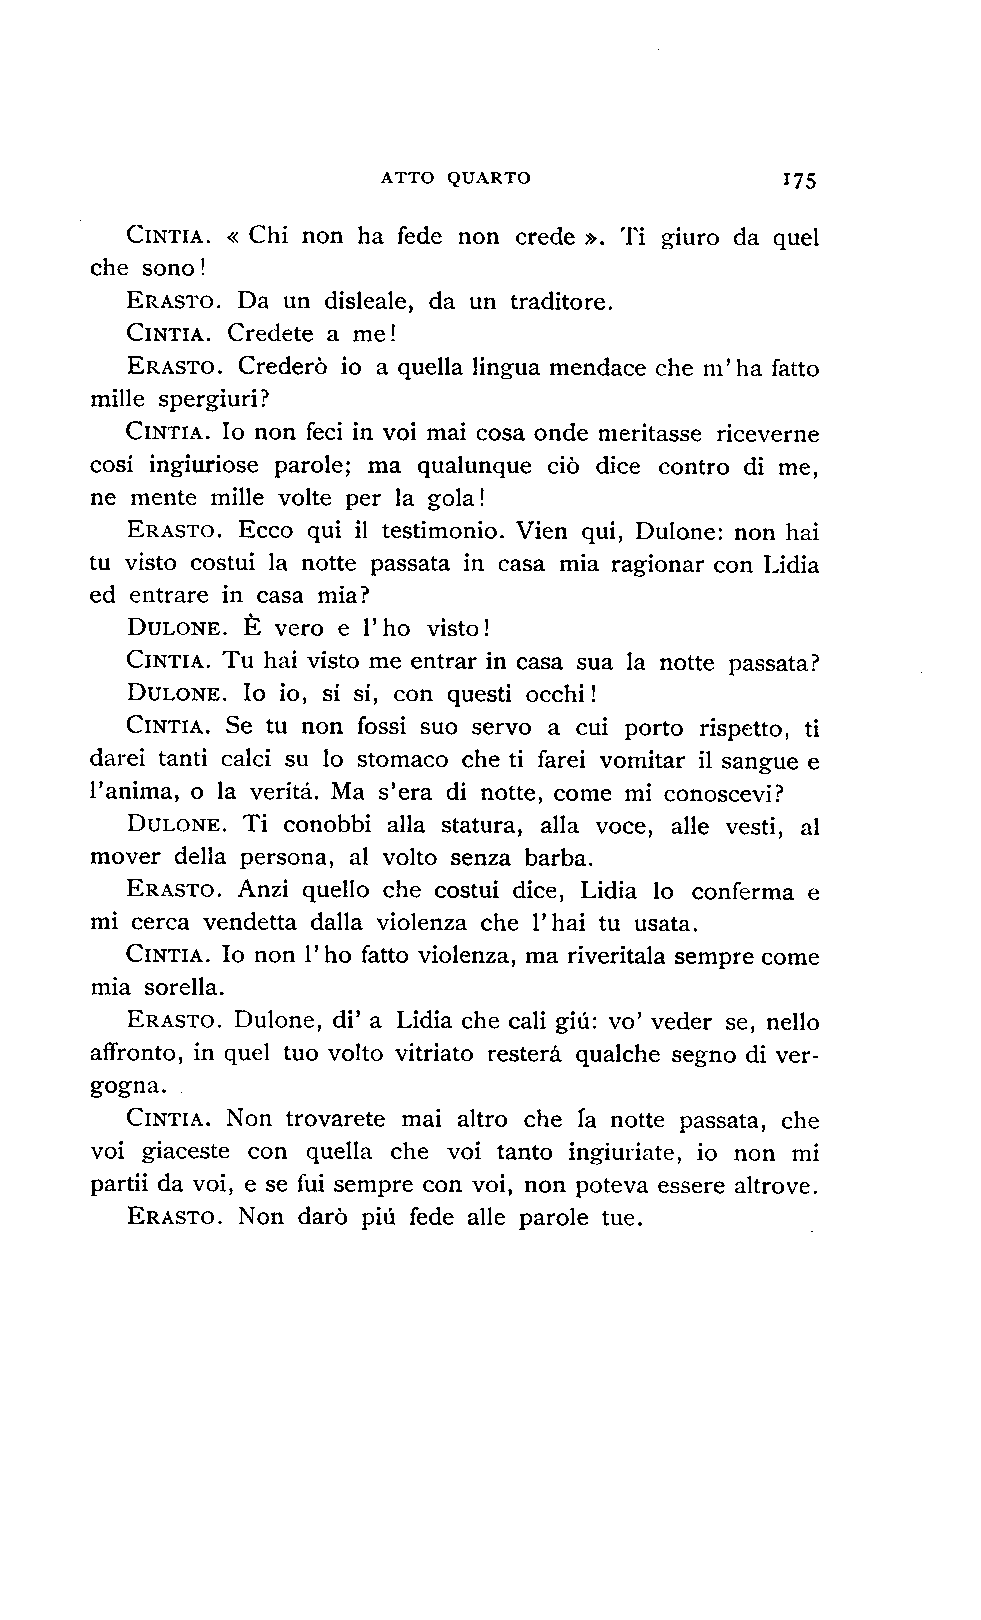 ATTO QUARTO 175
CINTIA. « Chi non ha fede non crede ». Ti giuro da quel
che sono!
ERASTO. Da un disleale, da un traditore.
CINTIA. Credete a me!
ERASTO. Crederò io a quella lingua mendace che m'ha fatto
mille spergiuri?
CINTIA. Io non feci in voi mai cosa onde meritasse riceverne
cosí ingiuriose parole; ma qualunque ciò dice contro di me,
ne mente mille volte per la gola!
ERASTO. Ecco qui il testimonio. Vien qui, Dulone: non hai
tu visto costui la notte passata in casa mia ragionar con Lidia
ed entrare in casa mia?
DULONE. È vero e l'ho visto!
CINTIA. Tu hai visto me entrar in casa sua la notte passata?
DULONE. Io io, sí sí, con questi occhi!
CINTIA. Se tu non fossi suo servo a cui porto rispetto, ti
darei tanti calci su lo stomaco che ti farei vomitar il sangue e
l'anima, o la veritá. Ma s'era di notte, come mi conoscevi?
DULONE. Ti conobbi alla statura, alla voce, alle vesti, al
mover della persona, al volto senza barba.
ERASTO. Anzi quello che costui dice, Lidia lo conferma e
mi cerca vendetta dalla violenza che l'hai tu usata.
CINTIA. Io non l'ho fatto violenza, ma riveritala sempre come
mia sorella.
ERASTO. Dulone, di' a Lidia che cali giú: vo' veder se, nello
affronto, in quel tuo volto vitriato resterá qualche segno di ver-
gogna.
CINTIA. Non trovarete mai altro che la notte passata, che
voi giaceste con quella che voi tanto ingiuriate, io non mi
partii da voi, e se fui sempre con voi, non poteva essere altrove.
ERASTO. Non darò piú fede alle parole tue.